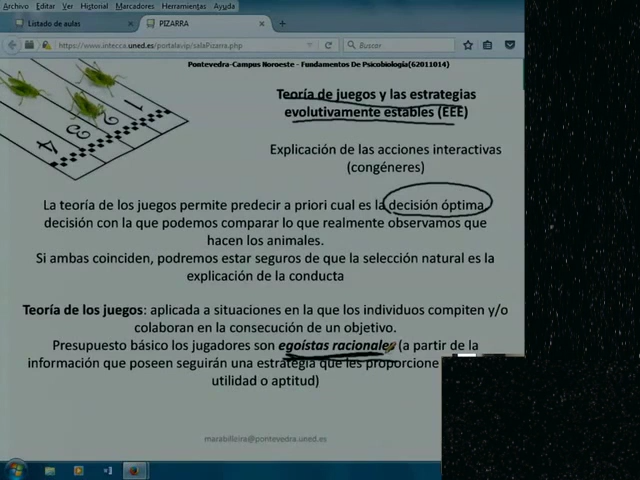 Archivo Editar Ver Historial Marcadores Herramientas Ayuda
Listado de aulas
PIZARRA
https://www.intecca.uned.es/portalavip/salaPizarra.php
Buscar
Pontevedra-Campus Noroeste - Fundamentos De Psicobiología(62011014)
1
2
3
4
Teoría de juegos y las estrategias
evolutivamente estables (EEE)
Explicación de las acciones interactivas
(congéneres)
La teoría de los juegos permite predecir a priori cual es la decisión óptima,
decisión con la que podemos comparar lo que realmente observamos que
hacen los animales.
Si ambas coinciden, podremos estar seguros de que la selección natural es la
explicación de la conducta
Teoría de los juegos: aplicada a situaciones en la que los individuos compiten y/o
colaboran en la consecución de un objetivo.
Presupuesto básico los jugadores son egoístas racionales (a partir de la
información que poseen seguirán una estrategia que les proporcione
utilidad o aptitud)
marabilleira@pontevedra.uned.es